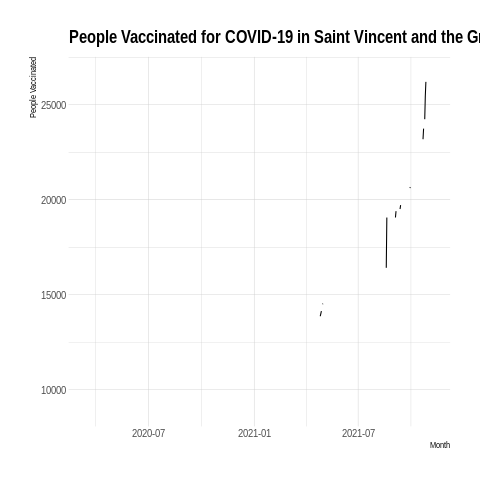 People Vaccinated for COVID-19 in Saint Vincent and the Gr
People Vaccinated
25000
20000
15000
10000
2020-07 2021-01 2021-07
Month